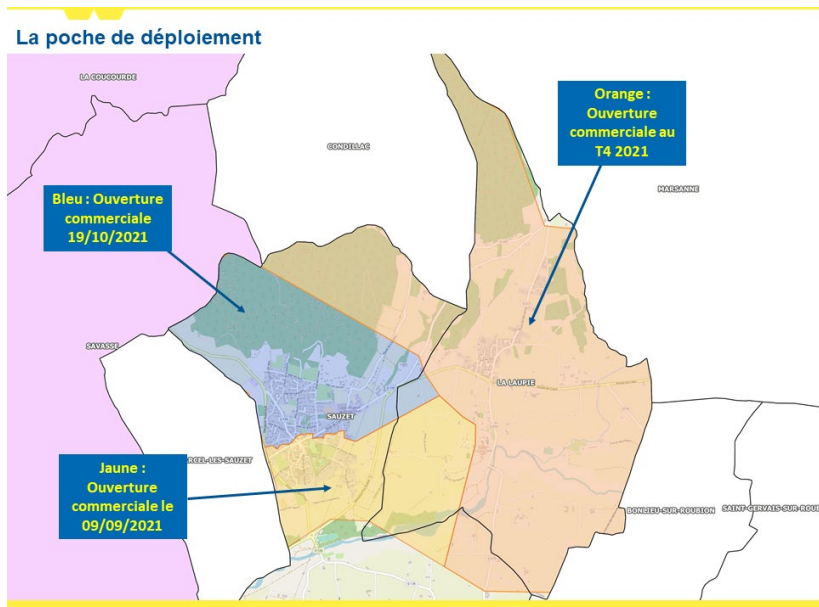 La poche de déploiement
LA COUCOURDE
Orange :
Ouverture
commerciale au
T4 2021
CONDILLAC
MARSANNE
Bleu : Ouverture
commerciale
19/10/2021
SAVASSE
LA LAUPIE
SAUZET
RCEL-LES-SAUZET
Jaune :
Ouverture
commerciale le
09/09/2021
BONLIEU-SUR-ROUBION
SAINT-GERVAIS-SUR-ROUB